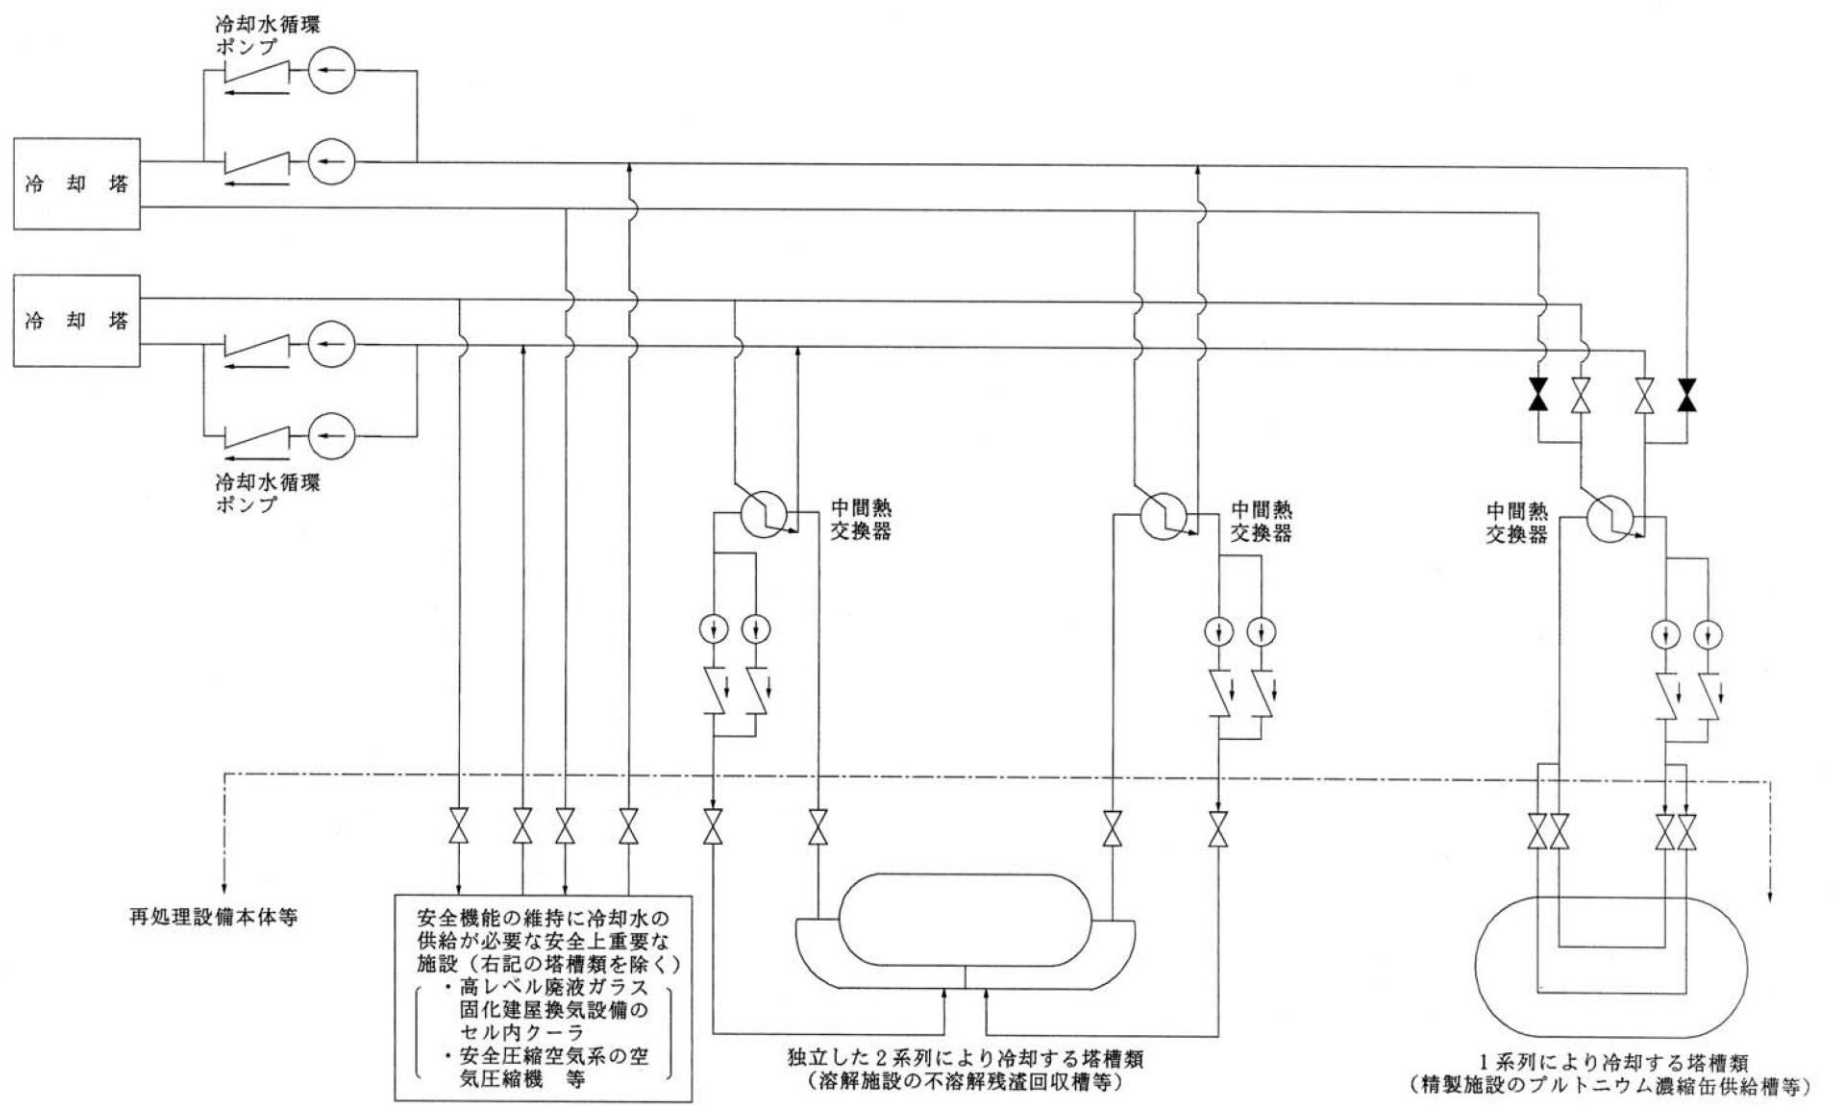 冷却水循環
ポンプ
冷 却 塔
冷 却 塔
冷却水循環
ポンプ
中間熱
交換器
中間熱
交換器
中間熱
交換器
再処理設備本体等
安全機能の維持に冷却水の
供給が必要な安全上重要な
施設（右記の塔槽類を除く）
・高レベル廃液ガラス
固化建屋換気設備の
セル内クーラ
・安全圧縮空気系の空
気圧縮機 等
独立した２系列により冷却する塔槽類
（溶解施設の不溶解残渣回収槽等）
１系列により冷却する塔槽類
（精製施設のプルトニウム濃縮缶供給槽等）